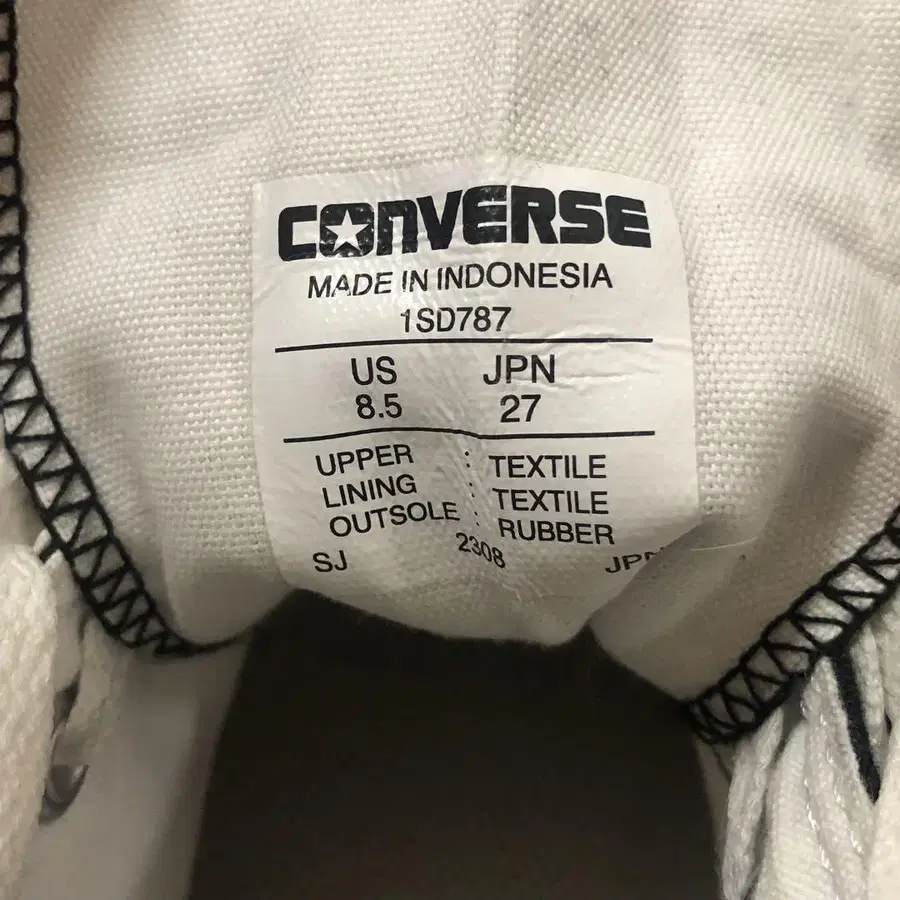 CONVERSE
MADE IN INDONESIA
1SD787
US JPN
8.5 27
UPPER : TEXTILE
LINING : TEXTILE
OUTSOLE : RUBBER
SJ 2308